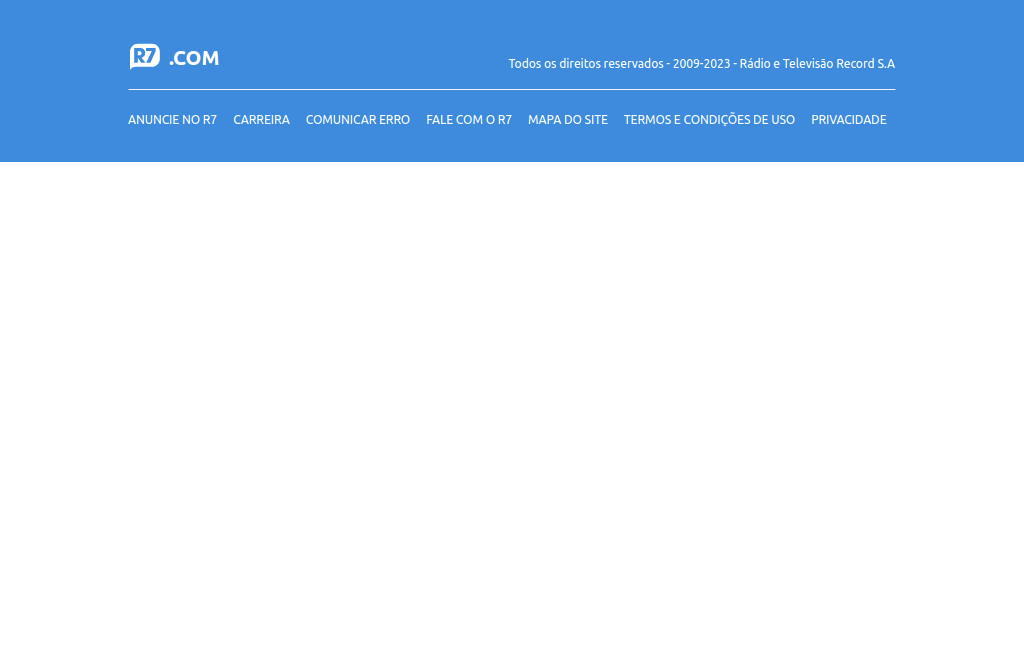 R7 .COM
Todos os direitos reservados - 2009-2023 - Rádio e Televisão Record S.A
ANUNCIE NO R7 CARREIRA COMUNICAR ERRO FALE COM O R7 MAPA DO SITE TERMOS E CONDIÇÕES DE USO PRIVACIDADE